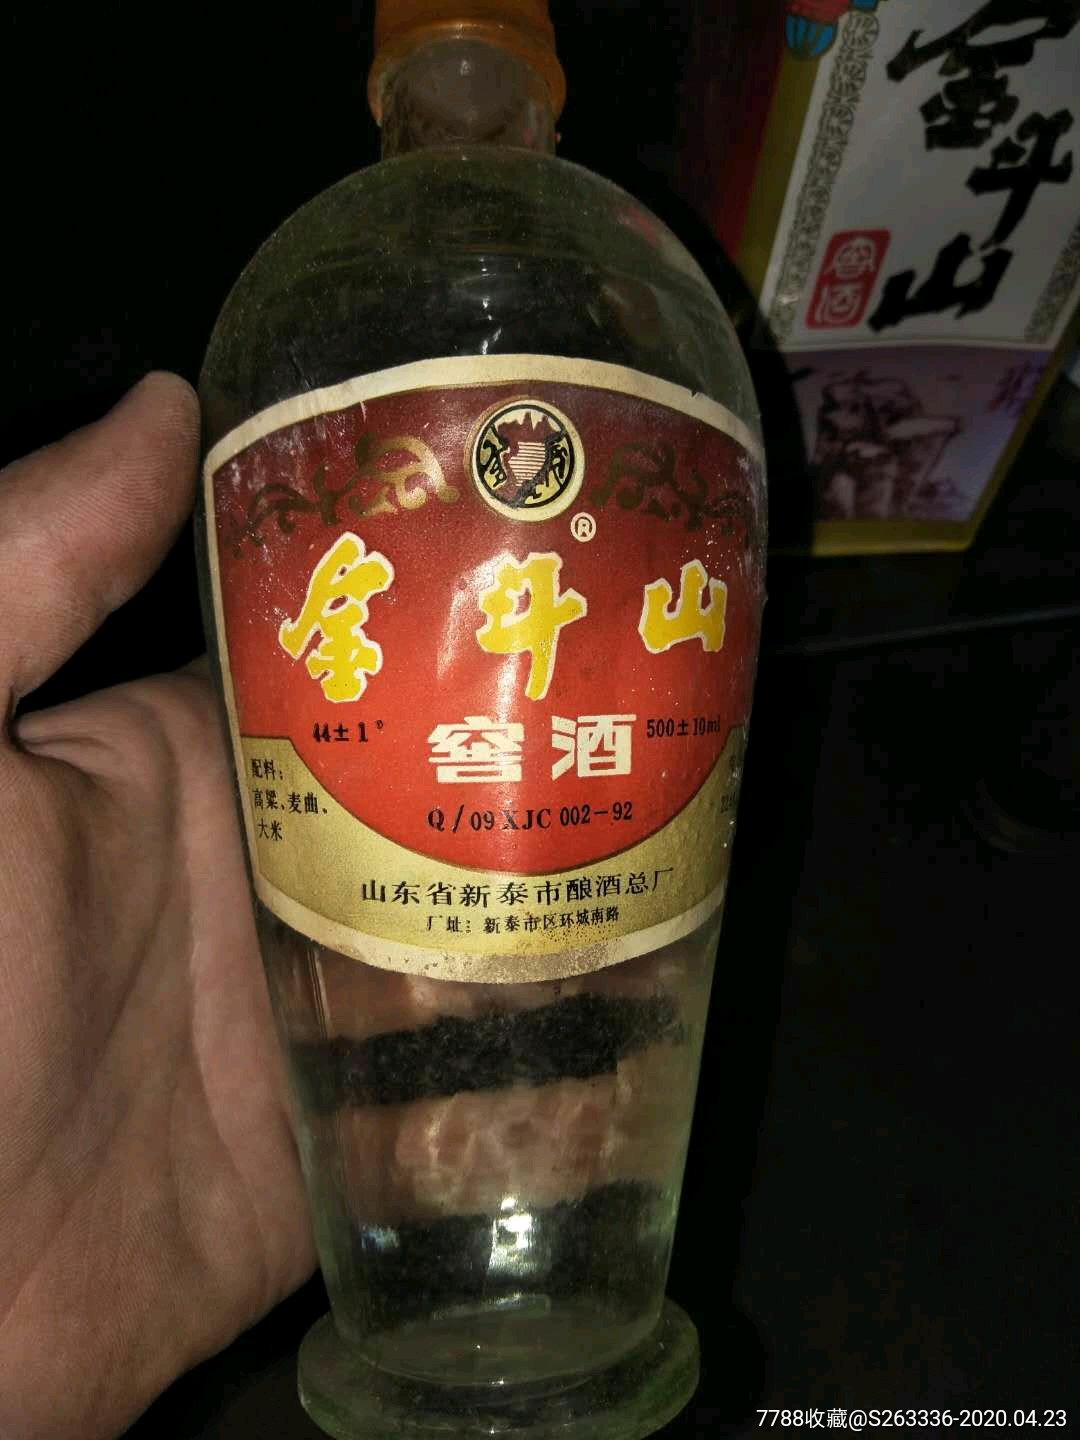 金斗山
窖酒
®
金斗山
44±1°
窖酒
500±10ml
配料：
高粱、麦曲、
大米
Q/09 XJC 002-92
山东省新泰市酿酒总厂
厂址：新泰市区环城南路
7788收藏@S263336-2020.04.23